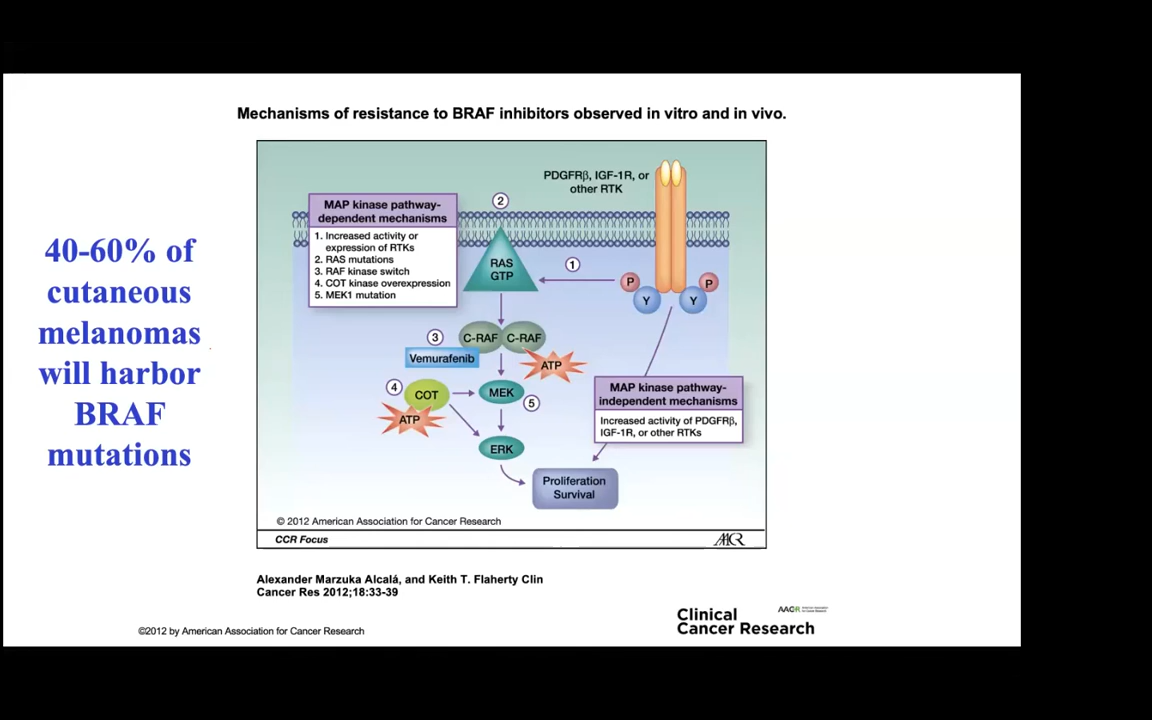 Mechanisms of resistance to BRAF inhibitors observed in vitro and in vivo.
40-60% of
cutaneous
melanomas
will harbor
BRAF
mutations
PDGFRβ, IGF-1R, or
other RTK
MAP kinase pathway-
dependent mechanisms
1. Increased activity or
expression of RTKs
2. RAS mutations
3. RAF kinase switch
4. COT kinase overexpression
5. MEK1 mutation
2
RAS
GTP
1
P
P
Y
Y
3
C-RAF
C-RAF
Vemurafenib
ATP
4
COT
MEK
5
ATP
ERK
MAP kinase pathway-
independent mechanisms
Increased activity of PDGFRβ,
IGF-1R, or other RTKs
Proliferation
Survival
© 2012 American Association for Cancer Research
CCR Focus
AACR
Alexander Marzuka Alcalá, and Keith T. Flaherty Clin
Cancer Res 2012;18:33-39
©2012 by American Association for Cancer Research
Clinical
Cancer Research
AACR